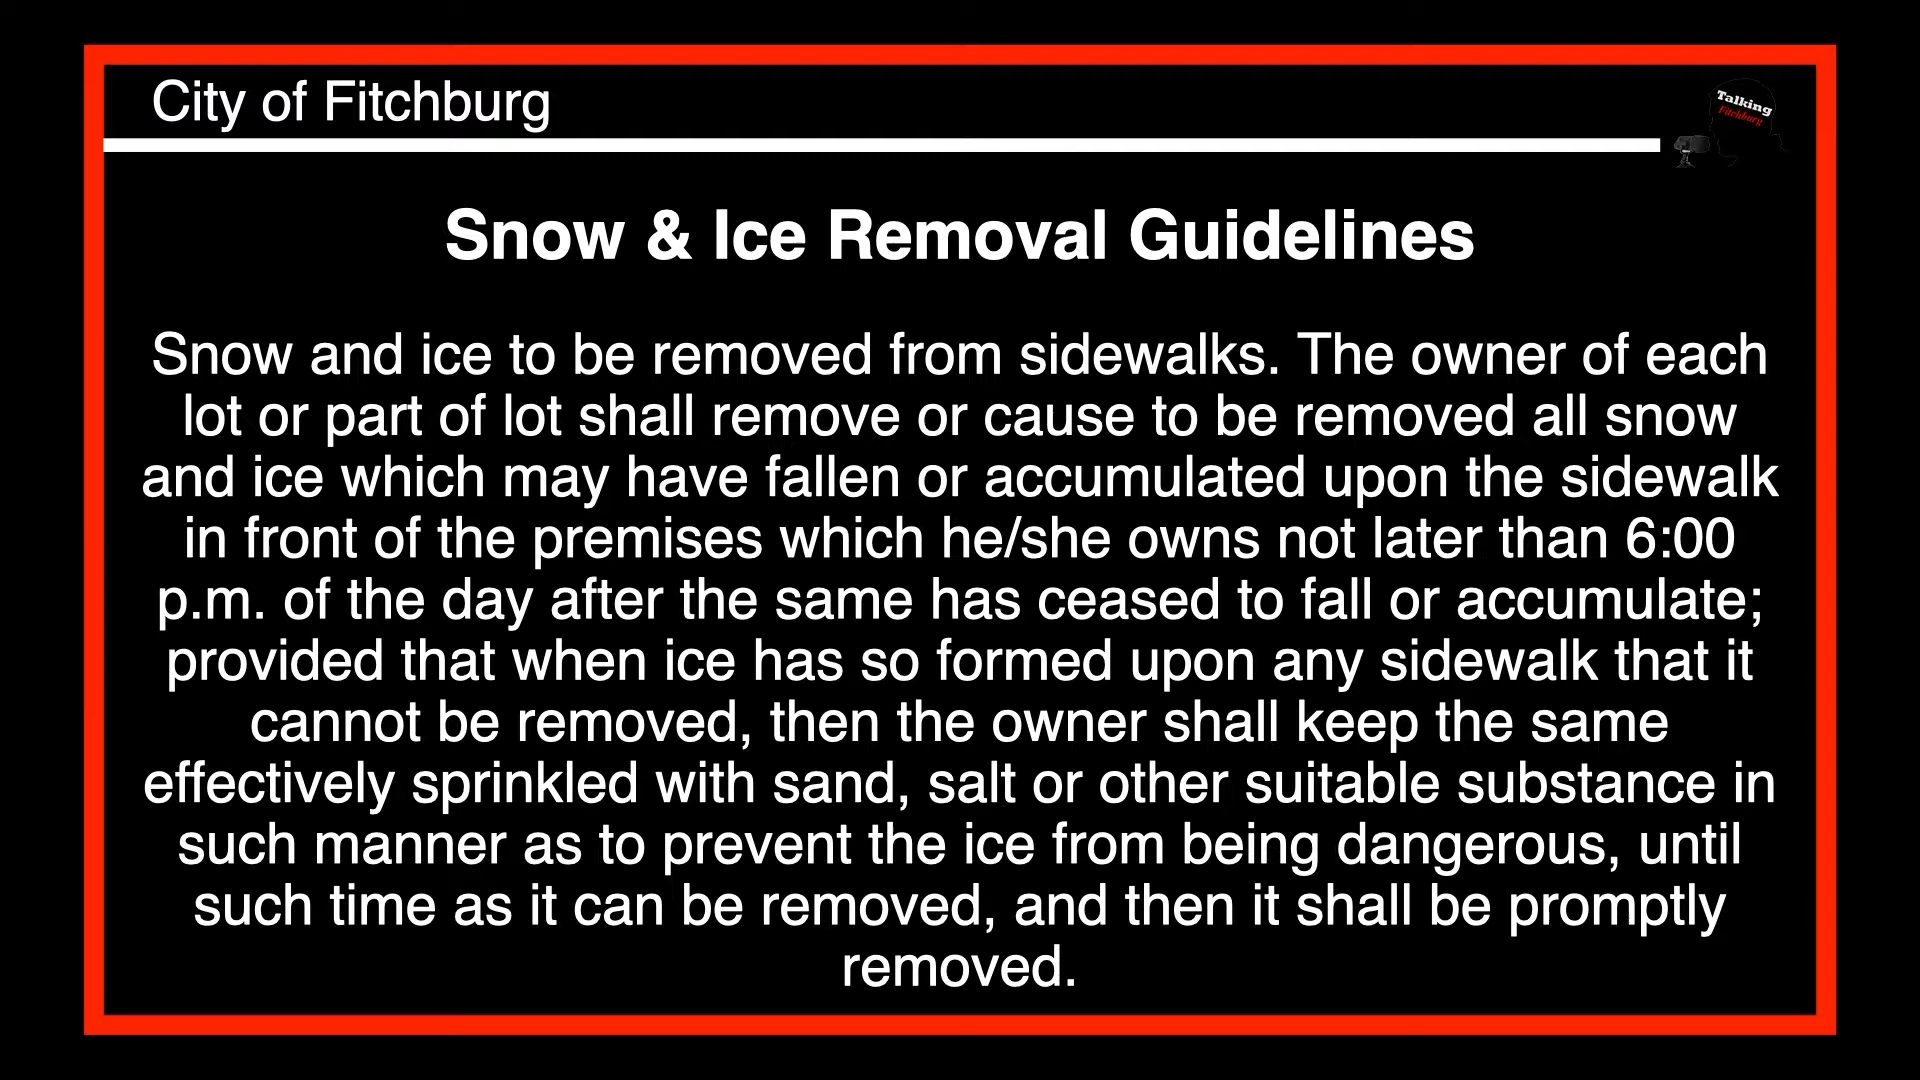 City of Fitchburg
Talking
Fitchburg
Snow & Ice Removal Guidelines
Snow and ice to be removed from sidewalks. The owner of each
lot or part of lot shall remove or cause to be removed all snow
and ice which may have fallen or accumulated upon the sidewalk
in front of the premises which he/she owns not later than 6:00
p.m. of the day after the same has ceased to fall or accumulate;
provided that when ice has so formed upon any sidewalk that it
cannot be removed, then the owner shall keep the same
effectively sprinkled with sand, salt or other suitable substance in
such manner as to prevent the ice from being dangerous, until
such time as it can be removed, and then it shall be promptly
removed.